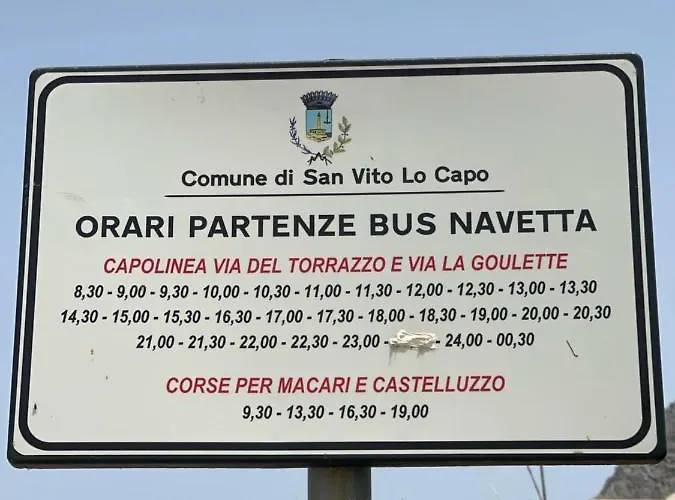 Comune di San Vito Lo Capo
ORARI PARTENZE BUS NAVETTA
CAPOLINEA VIA DEL TORRAZZO E VIA LA GOULETTE
8,30 - 9,00 - 9,30 - 10,00 - 10,30 - 11,00 - 11,30 - 12,00 - 12,30 - 13,00 - 13,30
14,30 - 15,00 - 15,30 - 16,30 - 17,00 - 17,30 - 18,00 - 18,30 - 19,00 - 20,00 - 20,30
21,00 - 21,30 - 22,00 - 22,30 - 23,00 - - 24,00 - 00,30
CORSE PER MACARI E CASTELLUZZO
9,30 - 13,30 - 16,30 - 19,00